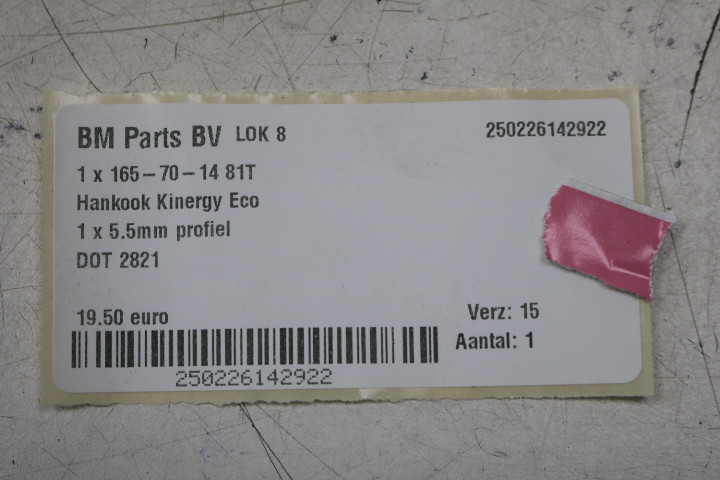 BM Parts BV LOK 8 250226142922
1 x 165-70-14 81T
Hankook Kinergy Eco
1 x 5.5mm profiel
DOT 2821
19.50 euro Verz: 15
Aantal: 1
250226142922